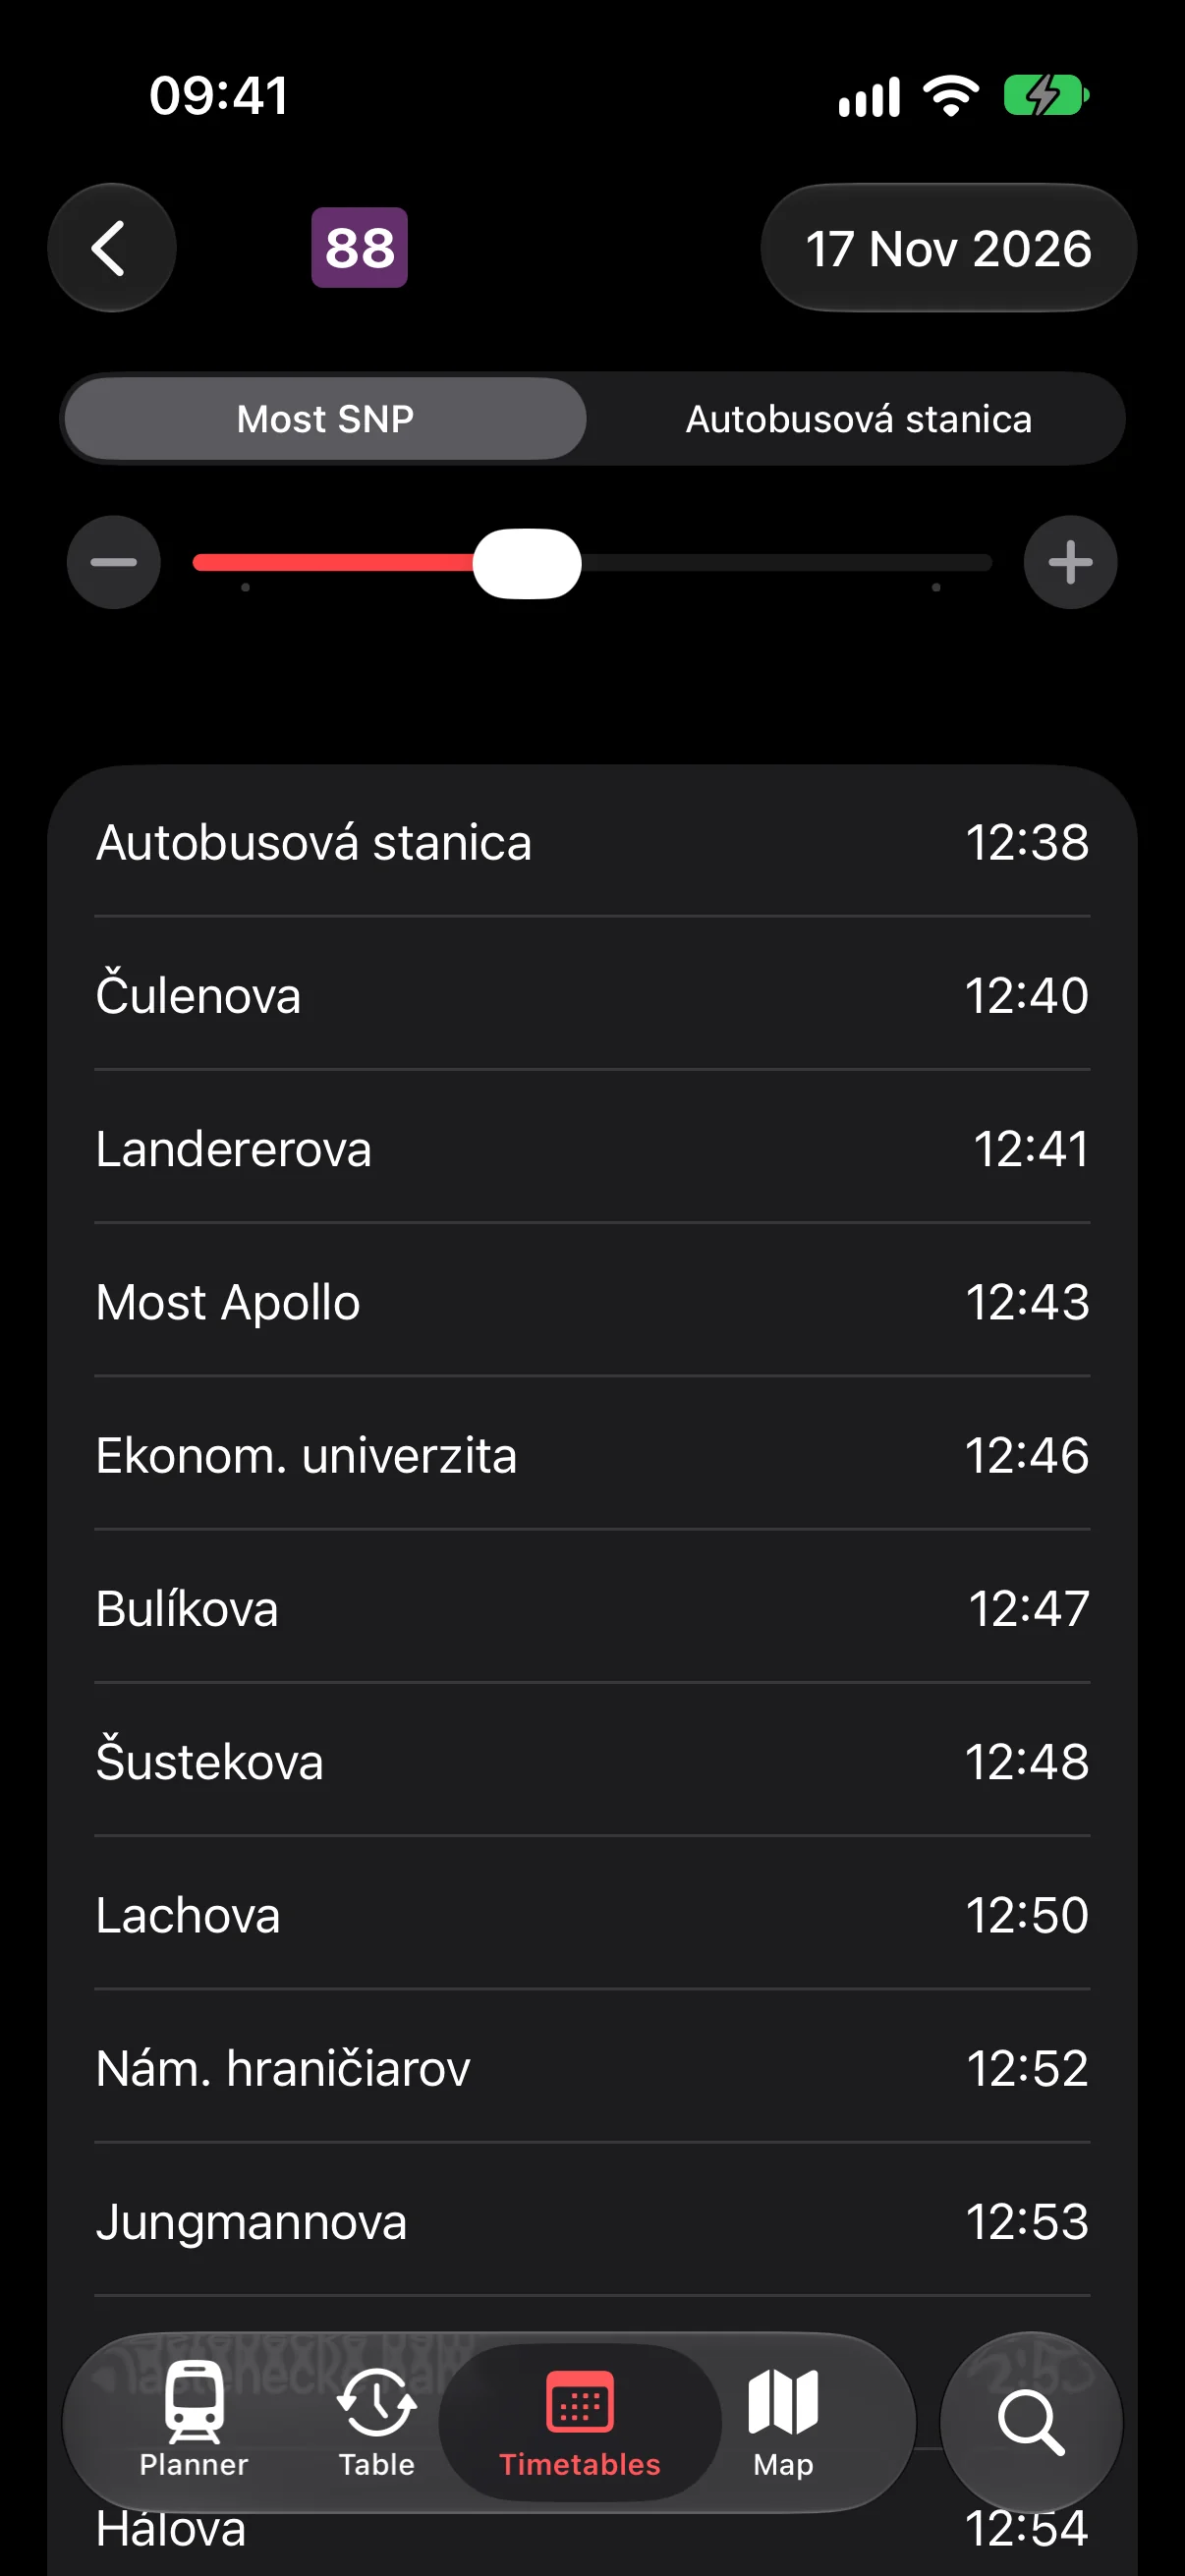 09:41
88
17 Nov 2026
Most SNP
Autobusová stanica
Autobusová stanica 12:38
Čulenova 12:40
Landererova 12:41
Most Apollo 12:43
Ekonom. univerzita 12:46
Bulíkova 12:47
Šustekova 12:48
Lachova 12:50
Nám. hraničiarov 12:52
Jungmannova 12:53
Planner
Table
Timetables
Map
Hálova 12:54